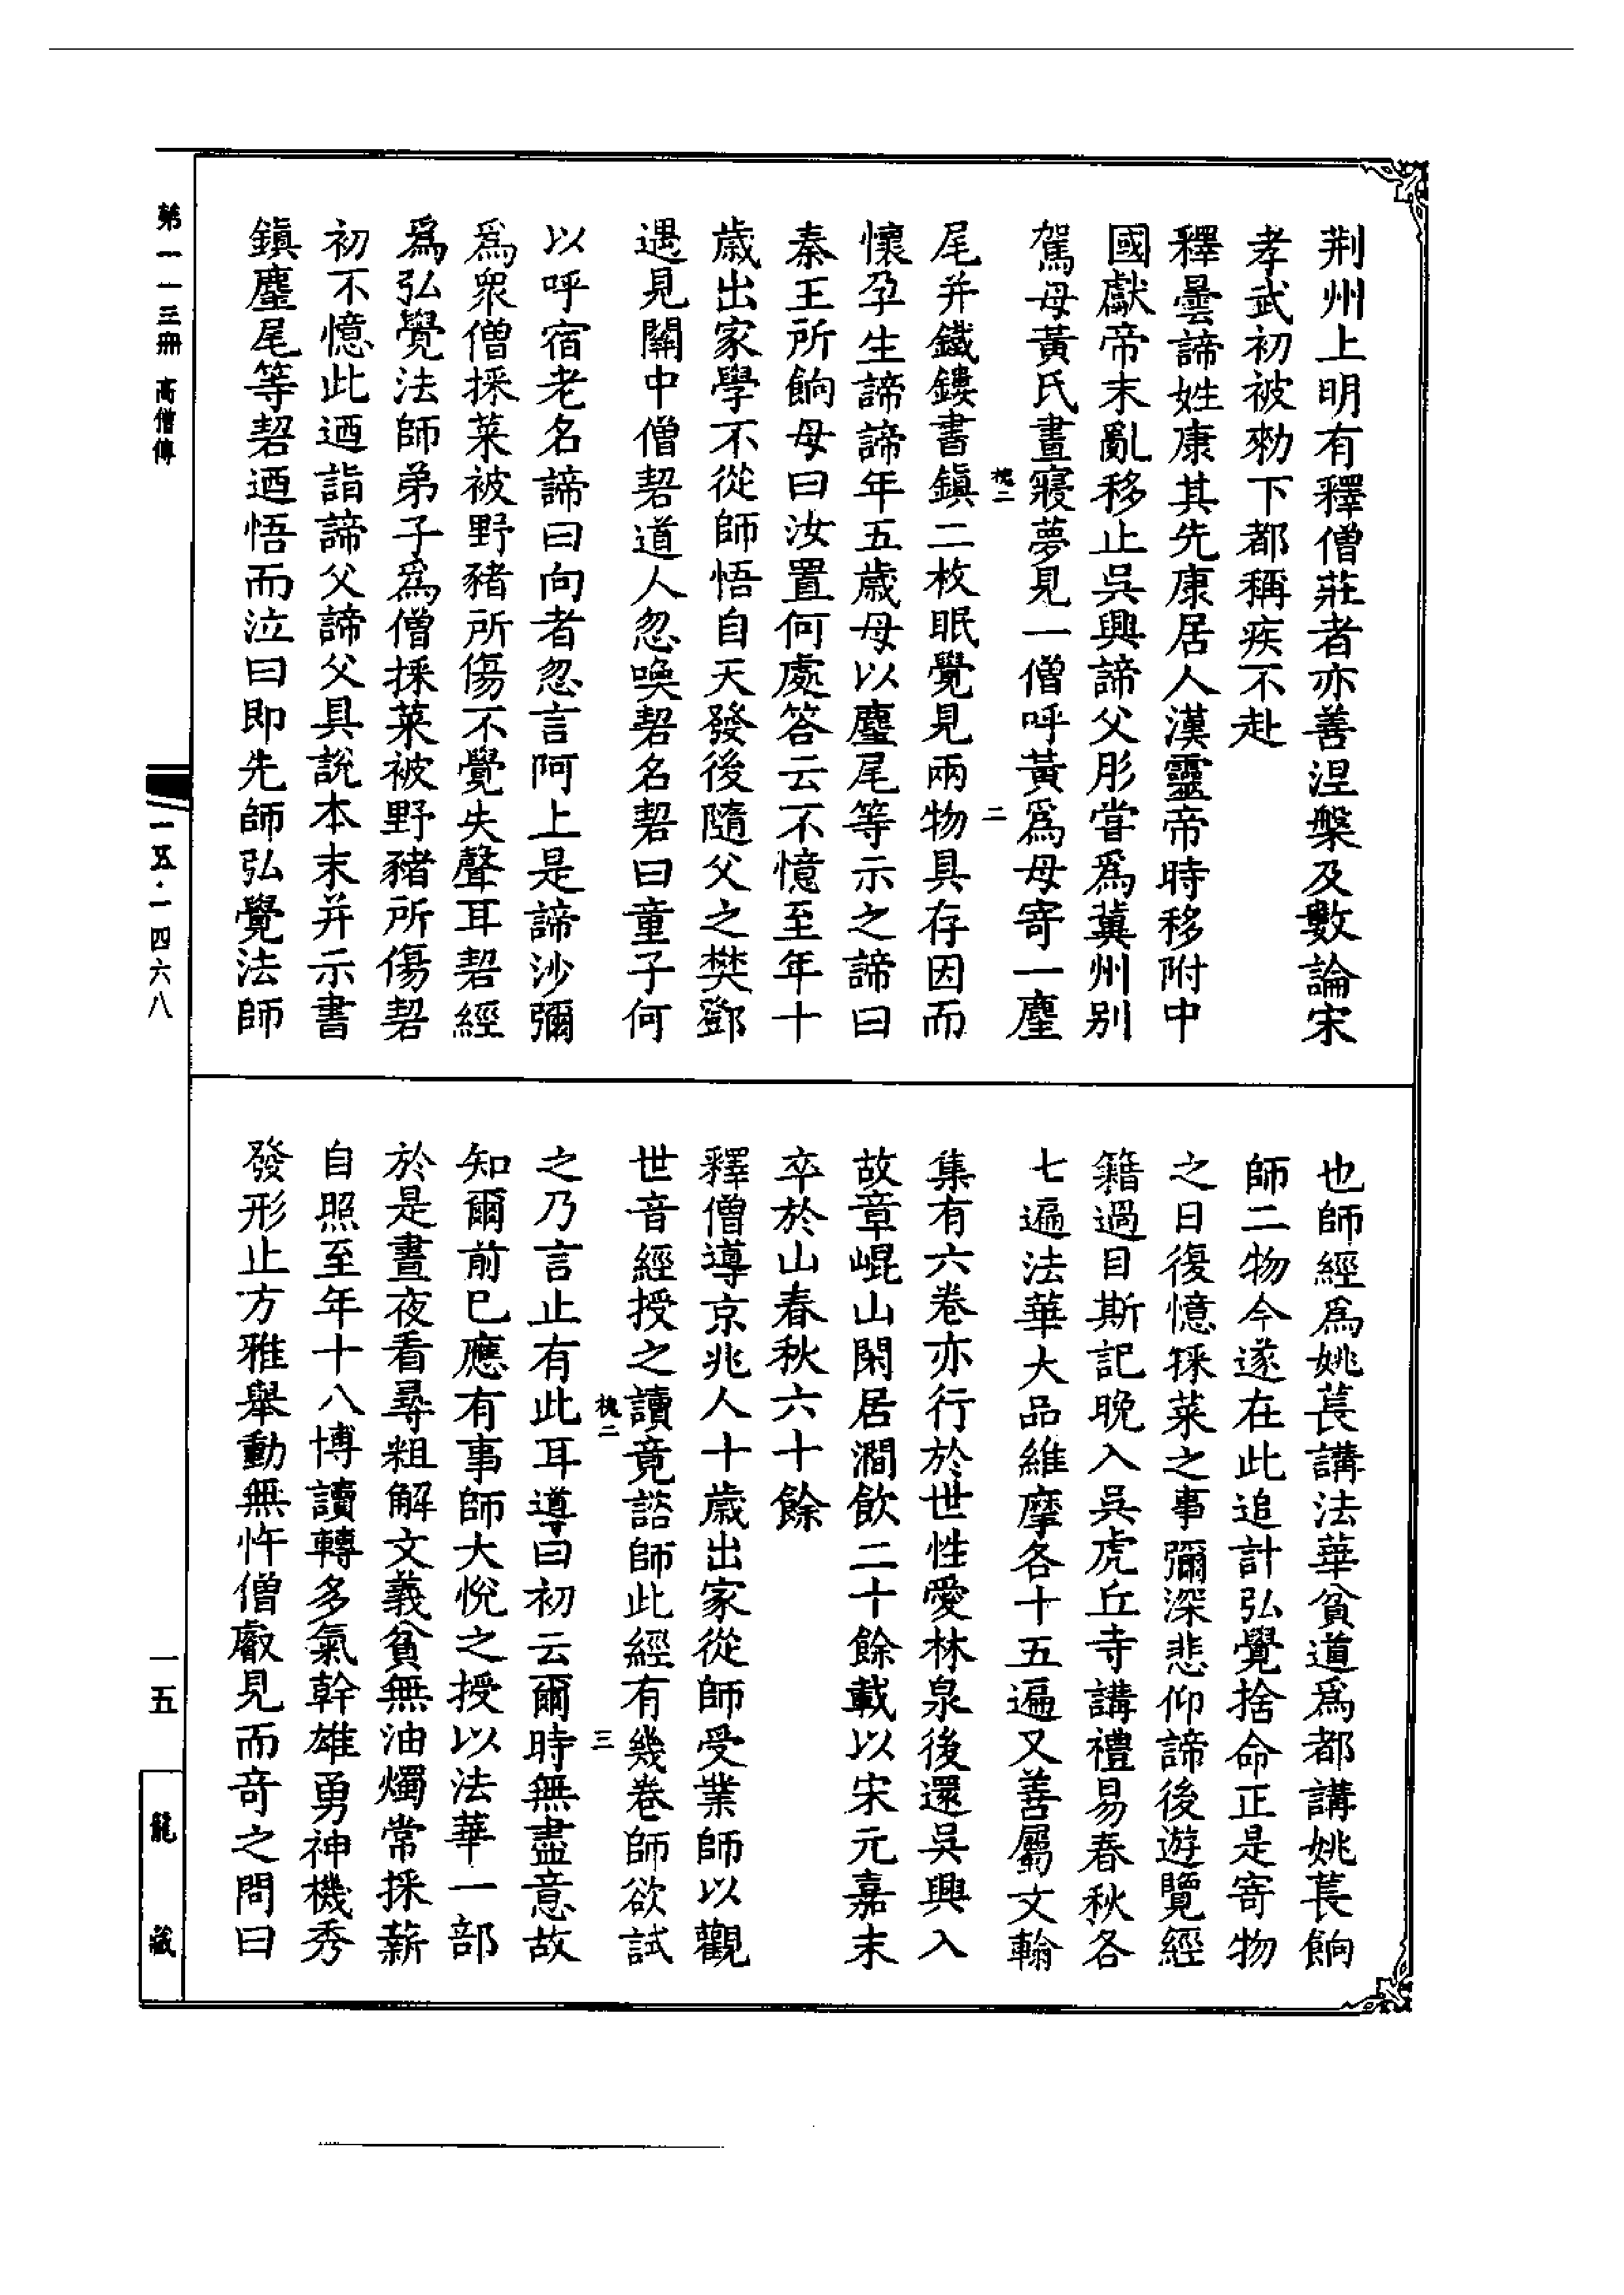 荆州上明有釋僧莊者亦善涅槃及數論宋
孝武初被勑下都稱疾不赴
釋曇諦姓康其先康居人漢靈帝時移附中
國獻帝末亂移止吳興諦父肜甞爲冀州別
駕母黃氏晝寢夢見一僧呼黃爲母寄一麈
槐二
二
尾并鐵鏤書鎮二枚眠覺見兩物具存因而
懷孕生諦諦年五歲母以麈尾等示之諦曰
秦王所餉母曰汝置何處答云不憶至年十
歲出家學不從師悟自天發後隨父之樊鄧
遇見關中僧䂮道人忽喚䂮名䂮曰童子何
以呼宿老名諦曰向者忽言阿上是諦沙彌
爲衆僧採菜被野豬所傷不覺失聲耳䂮經
爲弘覺法師弟子爲僧採菜被野豬所傷䂮
初不憶此迺詣諦父諦父具說本末并示書
鎮麈尾等䂮迺悟而泣曰即先師弘覺法師
也師經爲姚萇講法華貧道爲都講姚萇餉
師二物今遂在此追計弘覺捨命正是寄物
之日復憶採菜之事彌深悲仰諦後遊覽經
籍過目斯記晚入吳虎丘寺講禮易春秋各
七遍法華大品維摩各十五遍又善屬文翰
集有六卷亦行於世性愛林泉後還吳興入
故章崐山閑居澗飲二十餘載以宋元嘉末
卒於山春秋六十餘
釋僧導京兆人十歲出家從師受業師以觀
世音經授之讀竟諮師此經有幾卷師欲試
槐二
三
之乃言止有此耳導曰初云爾時無盡意故
知爾前巳應有事師大悅之授以法華一部
於是晝夜看尋粗解文義貧無油燭常採薪
自照至年十八博讀轉多氣幹雄勇神機秀
發形止方雅舉動無忤僧叡見而奇之問曰
第一一三冊 高僧傳
一五·一四六八
一五
龍藏